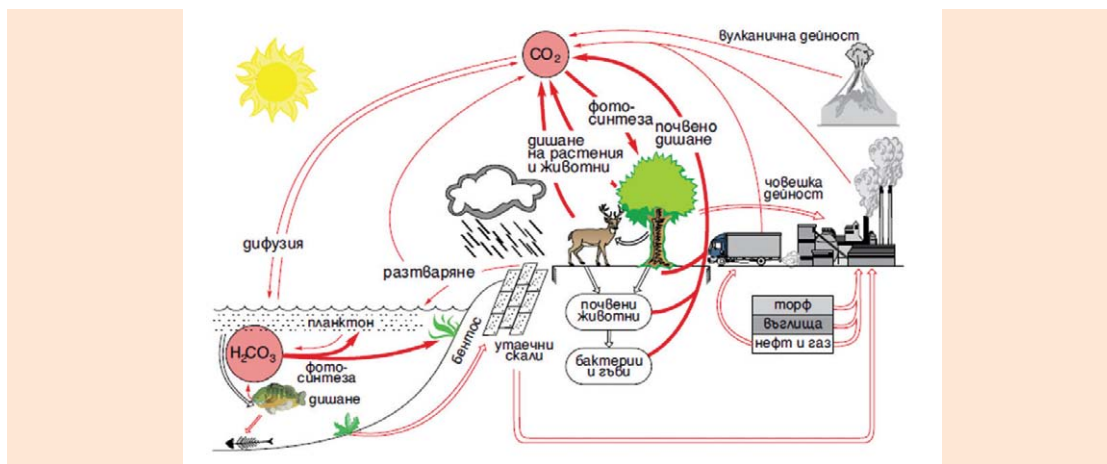 вулканична дейност
CO₂
фото-
синтеза
почвено
дишане
дишане
на растения
и животни
човешка
дейност
дифузия
разтваряне
торф
въглища
нефт и газ
почвени
животни
планктон
бентос
утаечни
скали
H₂CO₃
фото-
синтеза
бактерии
и гъби
дишане